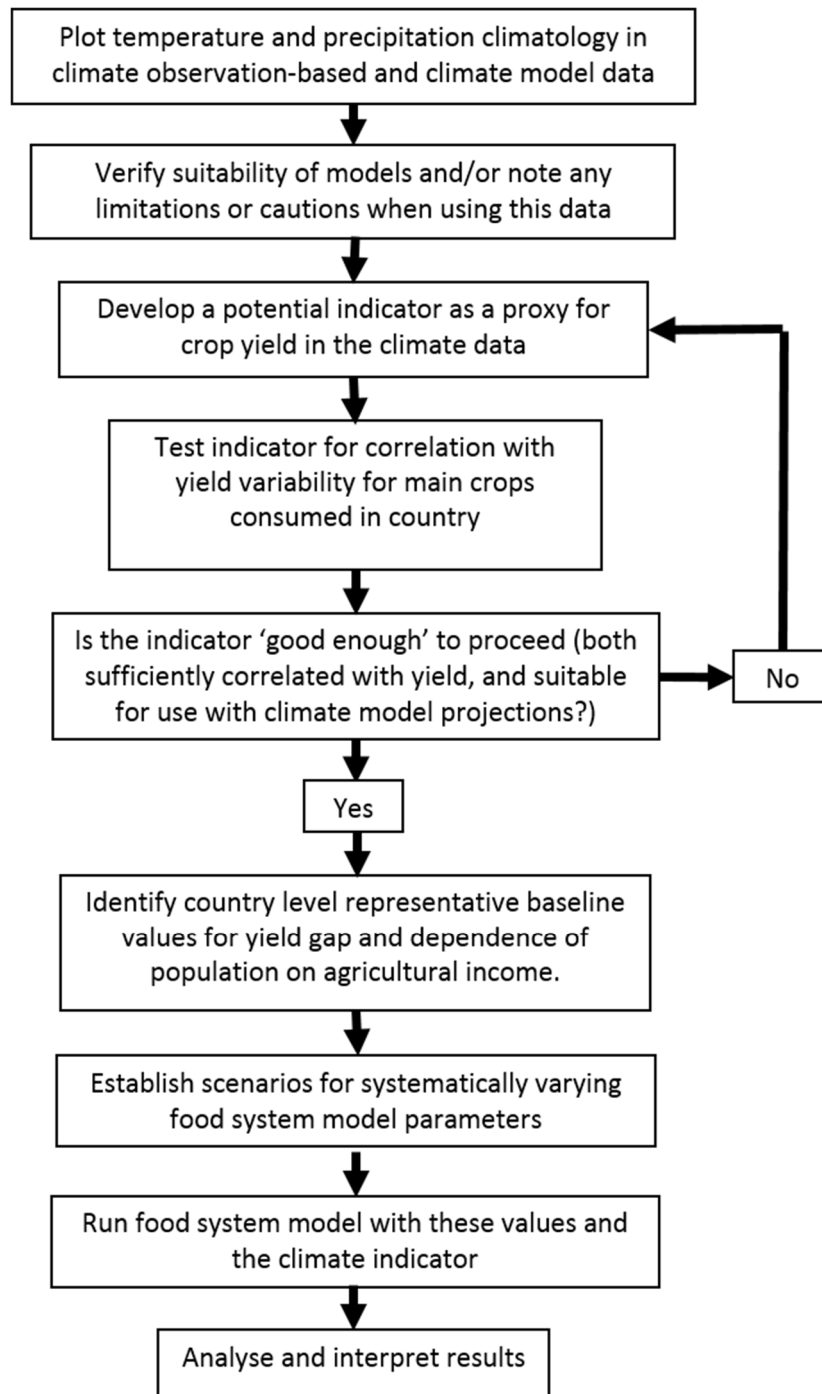 Plot temperature and precipitation climatology in
climate observation-based and climate model data
Verify suitability of models and/or note any
limitations or cautions when using this data
Develop a potential indicator as a proxy for
crop yield in the climate data
Test indicator for correlation with
yield variability for main crops
consumed in country
Is the indicator ‘good enough’ to proceed (both
sufficiently correlated with yield, and suitable
for use with climate model projections?)
No
Yes
Identify country level representative baseline
values for yield gap and dependence of
population on agricultural income.
Establish scenarios for systematically varying
food system model parameters
Run food system model with these values and
the climate indicator
Analyse and interpret results